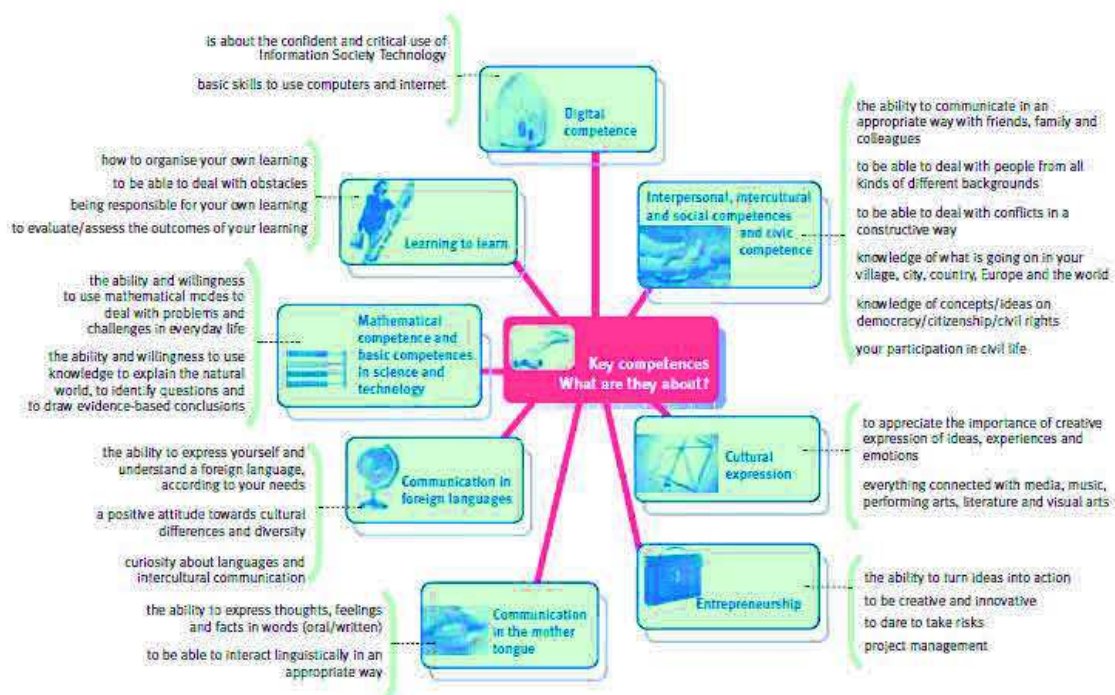 is about the confident and critical use of
Information Society Technology
basic skills to use computers and internet
Digital
competence
how to organise your own learning
to be able to deal with obstacles
being responsible for your own learning
to evaluate/assess the outcomes of your learning
Learning to learn
Interpersonal, intercultural
and social competences
and civic
competence
the ability to communicate in an
appropriate way with friends, family and
colleagues
to be able to deal with people from all
kinds of different backgrounds
to be able to deal with conflicts in a
constructive way
knowledge of what is going on in your
village, city, country, Europe and the world
knowledge of concepts/ideas on
democracy/citizenship/civil rights
your participation in civil life
the ability and willingness
to use mathematical modes to
deal with problems and
challenges in everyday life
the ability and willingness to use
knowledge to explain the natural
world, to identify questions and
to draw evidence-based conclusions
Mathematical
competence and
basic competences
in science and
technology
Key competences
What are they about?
the ability to express yourself and
understand a foreign language,
according to your needs
a positive attitude towards cultural
differences and diversity
curiosity about languages and
intercultural communication
Communication in
foreign languages
Cultural
expression
to appreciate the importance of creative
expression of ideas, experiences and
emotions
everything connected with media, music,
performing arts, literature and visual arts
the ability to express thoughts, feelings
and facts in words (oral/written)
to be able to interact linguistically in an
appropriate way
Communication
in the mother
tongue
Entrepreneurship
the ability to turn ideas into action
to be creative and innovative
to dare to take risks
project management